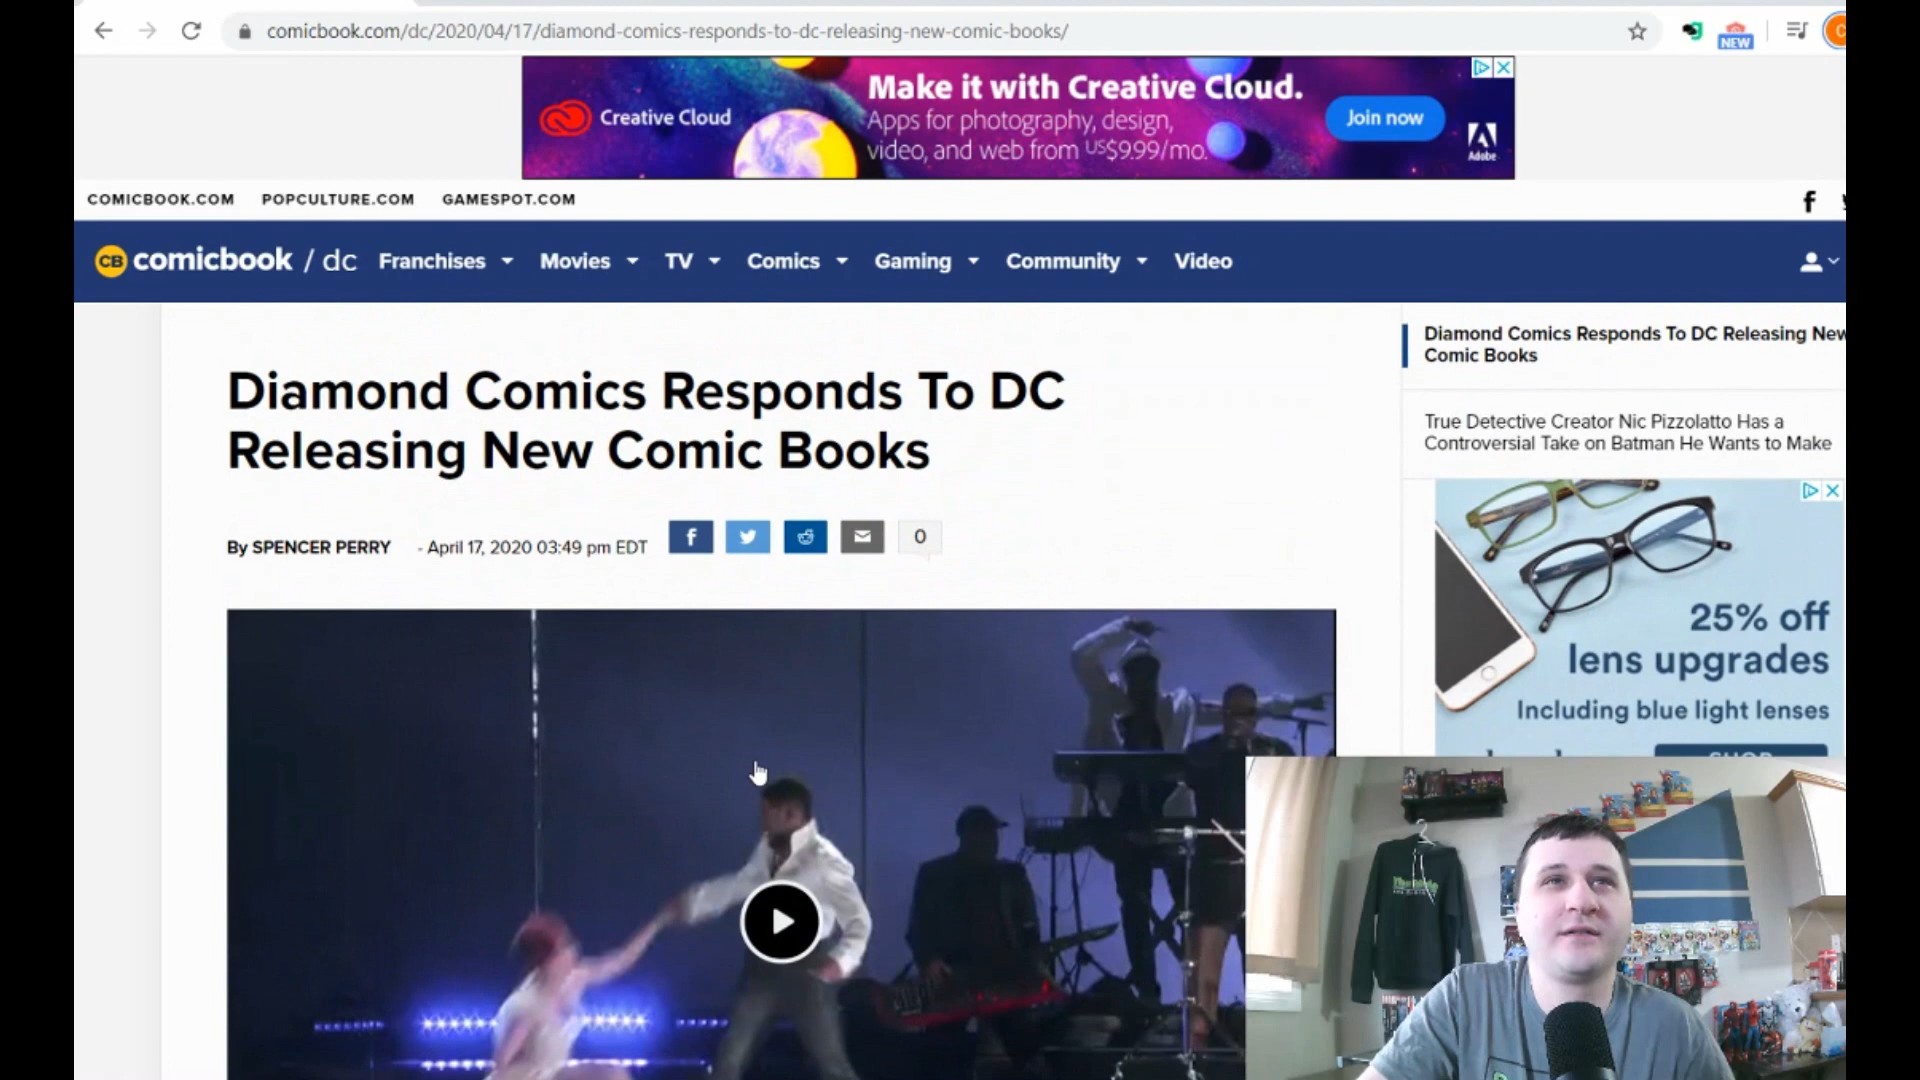 comicbook.com/dc/2020/04/17/diamond-comics-responds-to-dc-releasing-new-comic-books/
NEW
C
Creative Cloud
Make it with Creative Cloud.
Apps for photography, design,
video, and web from US$9.99/mo.
Join now
Adobe
COMICBOOK.COM POPCULTURE.COM GAMESPOT.COM
f
CB comicbook / dc Franchises Movies TV Comics Gaming Community Video
Diamond Comics Responds To DC
Releasing New Comic Books
By SPENCER PERRY - April 17, 2020 03:49 pm EDT
f
0
Diamond Comics Responds To DC Releasing New
Comic Books
True Detective Creator Nic Pizzolatto Has a
Controversial Take on Batman He Wants to Make
25% off
lens upgrades
Including blue light lenses
SHOP